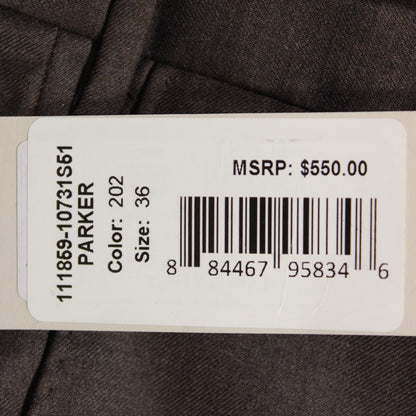 111859-10731S51
PARKER
Color: 202
Size: 36
MSRP: $550.00
8 84467 95834 6